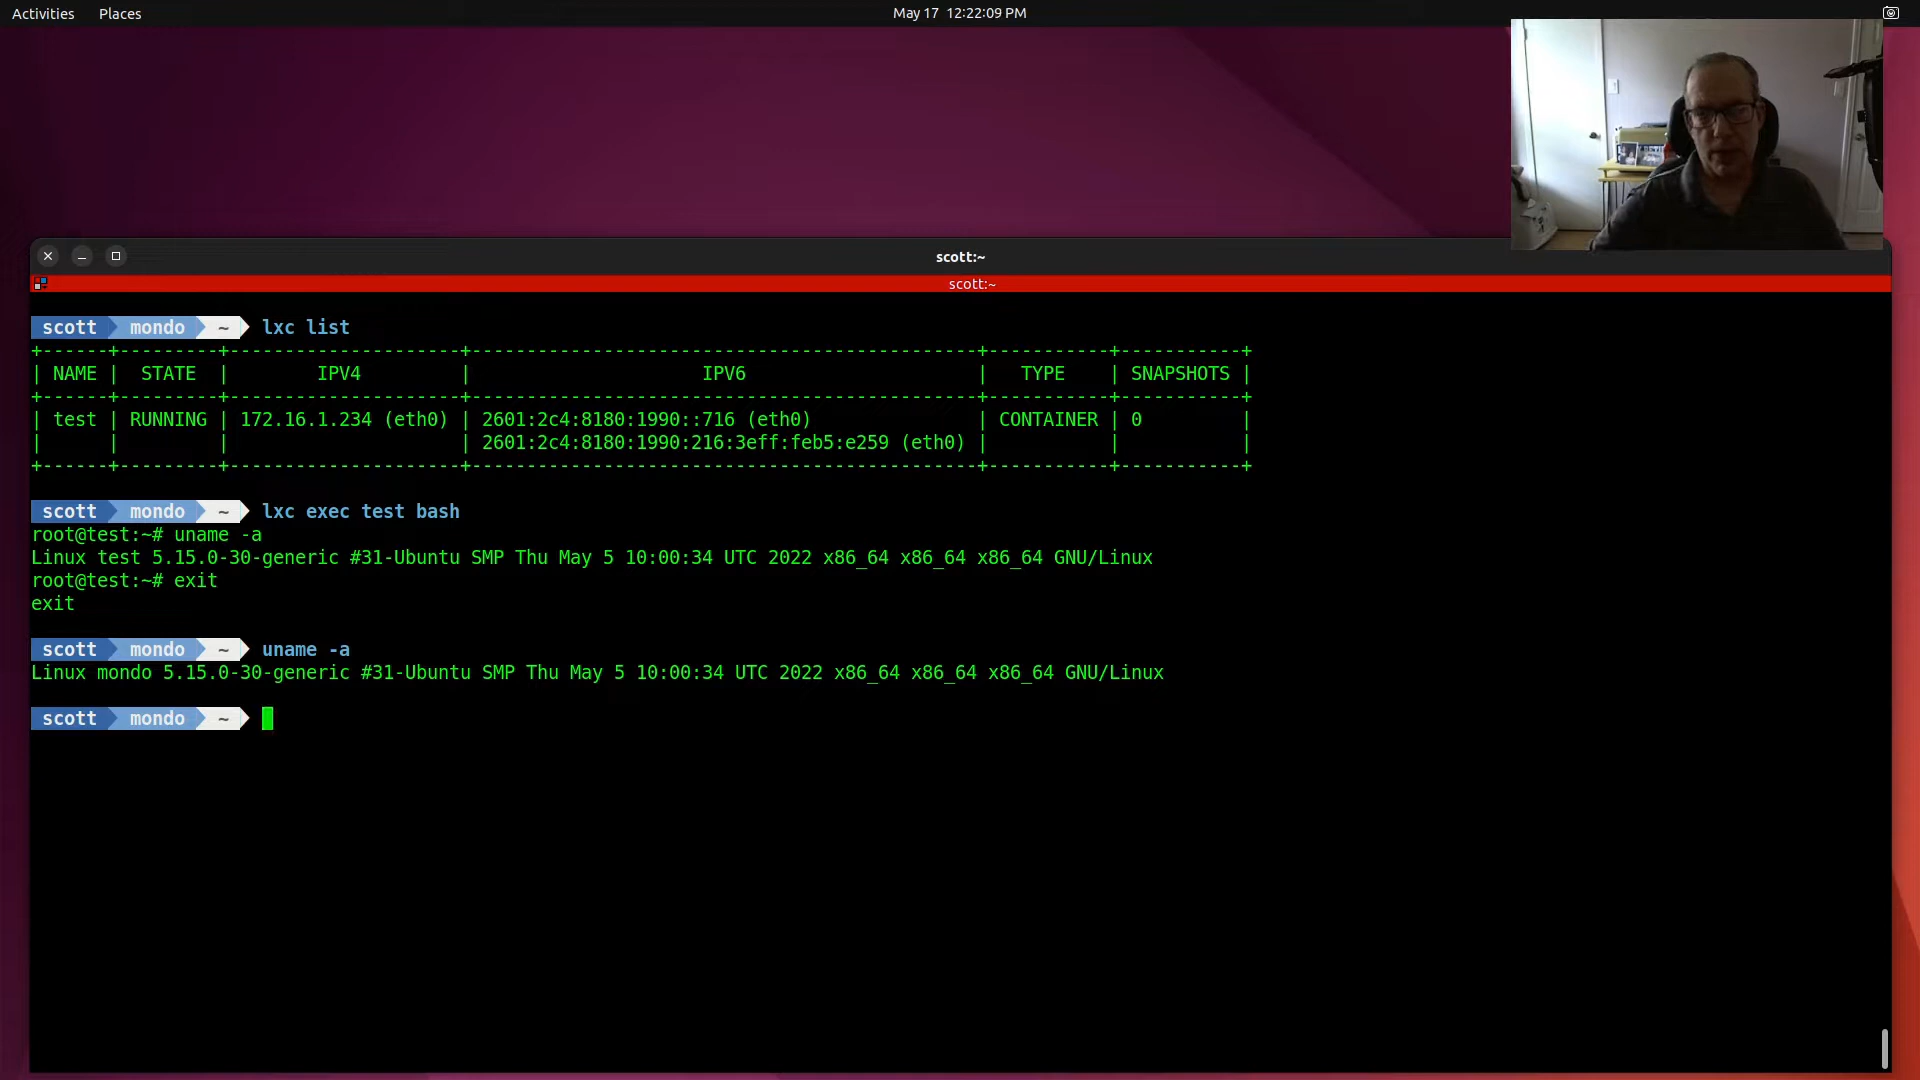 Activities Places May 17 12:22:09 PM
scott:~
scott:~
scott mondo ~ lxc list
+------+---------+---------------------+----------------------------------------------+-----------+-----------+
| NAME | STATE | IPV4 | IPV6 | TYPE | SNAPSHOTS |
+------+---------+---------------------+----------------------------------------------+-----------+-----------+
| test | RUNNING | 172.16.1.234 (eth0) | 2601:2c4:8180:1990::716 (eth0) | CONTAINER | 0 |
| | | | 2601:2c4:8180:1990:216:3eff:feb5:e259 (eth0) | | |
+------+---------+---------------------+----------------------------------------------+-----------+-----------+
scott mondo ~ lxc exec test bash
root@test:~# uname -a
Linux test 5.15.0-30-generic #31-Ubuntu SMP Thu May 5 10:00:34 UTC 2022 x86_64 x86_64 x86_64 GNU/Linux
root@test:~# exit
exit
scott mondo ~ uname -a
Linux mondo 5.15.0-30-generic #31-Ubuntu SMP Thu May 5 10:00:34 UTC 2022 x86_64 x86_64 x86_64 GNU/Linux
scott mondo ~